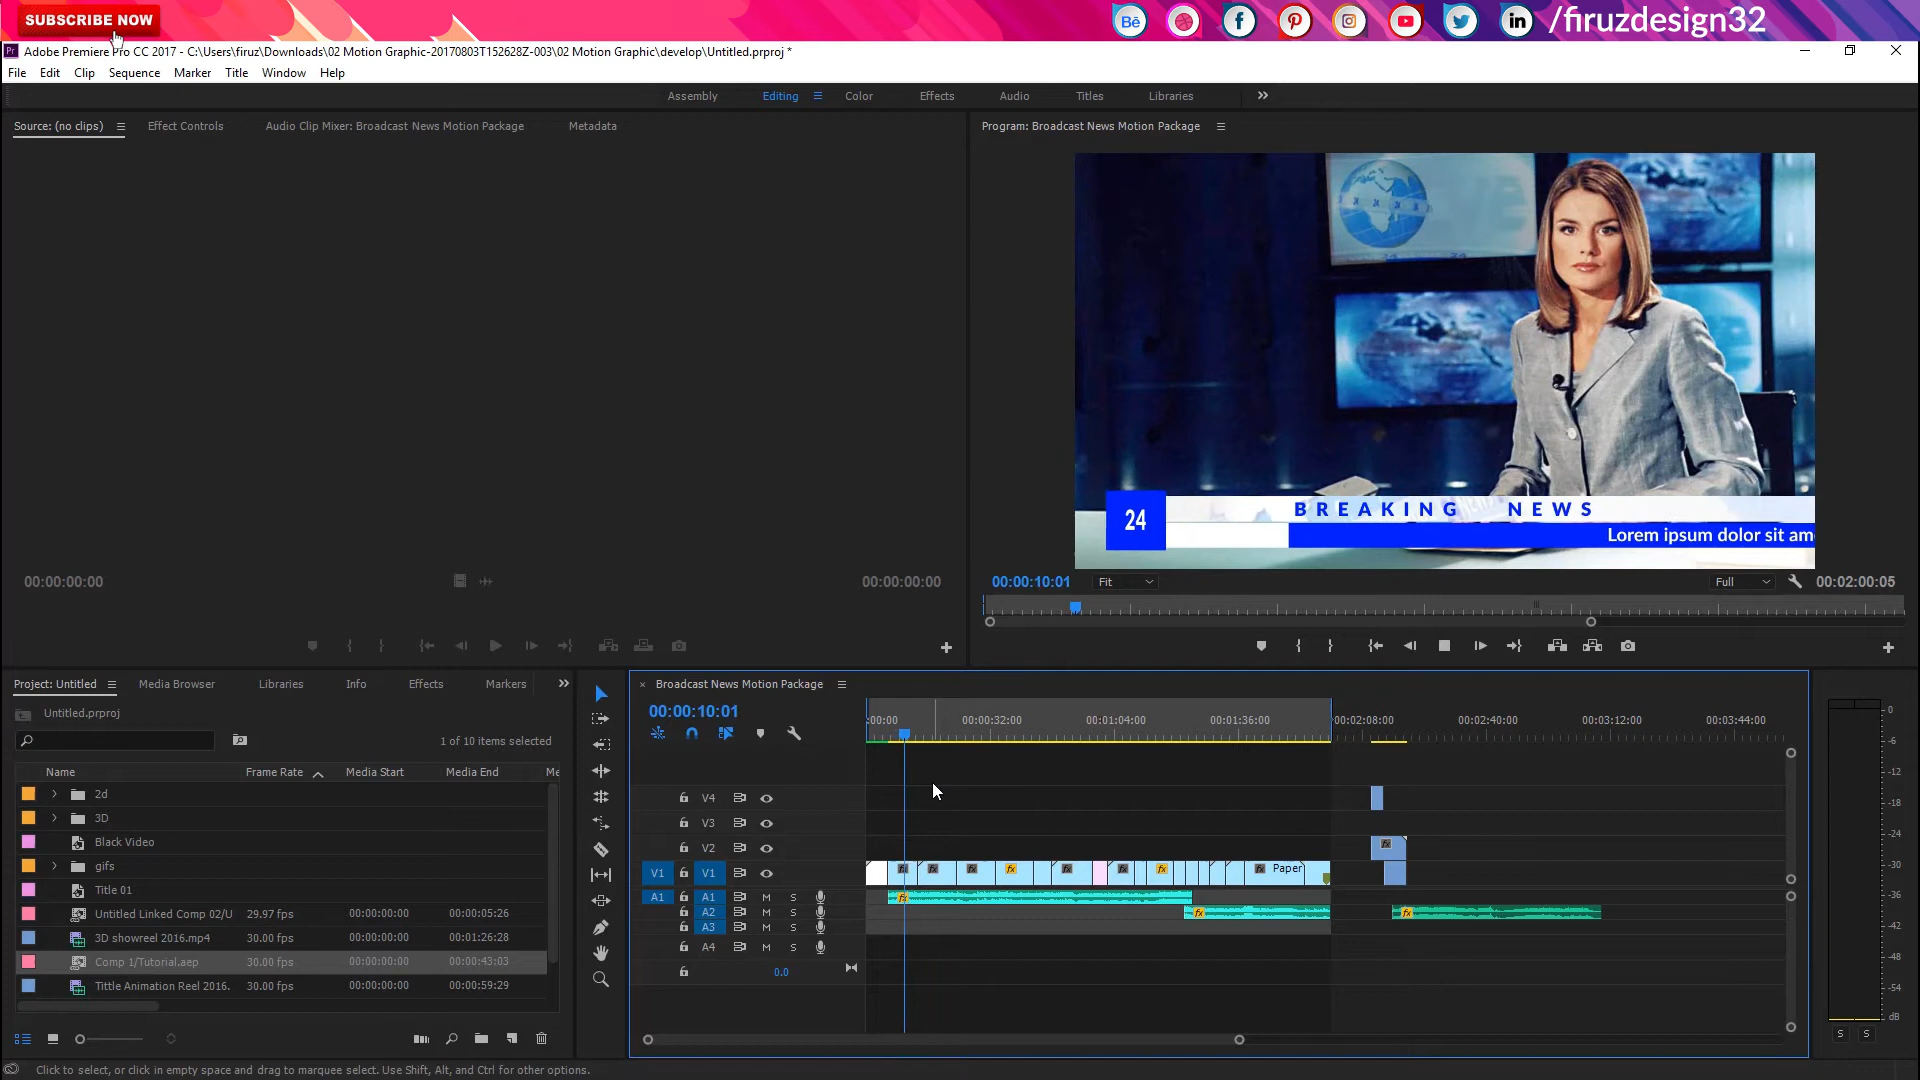 SUBSCRIBE NOW
/firuzdesign32
Adobe Premiere Pro CC 2017 - C:\Users\firuz\Downloads\02 Motion Graphic-20170803T152628Z-003\02 Motion Graphic\develop\Untitled.prproj *
File Edit Clip Sequence Marker Title Window Help
Assembly Editing Color Effects Audio Titles Libraries
Source: (no clips) Effect Controls Audio Clip Mixer: Broadcast News Motion Package Metadata
Program: Broadcast News Motion Package
24
BREAKING NEWS
Lorem ipsum dolor sit am
00:00:00:00 00:00:00:00
00:00:10:01 Fit Full 00:02:00:05
Project: Untitled Media Browser Libraries Info Effects Markers
Untitled.prproj
1 of 10 items selected
Name Frame Rate Media Start Media End Me
2d
3D
Black Video
gifs
Title 01
Untitled Linked Comp 02/U 29.97 fps 00:00:00:00 00:00:05:26
3D showreel 2016.mp4 30.00 fps 00:00:00:00 00:01:26:28
Comp 1/Tutorial.aep 30.00 fps 00:00:00:00 00:00:43:03
Tittle Animation Reel 2016. 30.00 fps 00:00:00:00 00:00:59:29
× Broadcast News Motion Package
00:00:10:01
:00:00 00:00:32:00 00:01:04:00 00:01:36:00 00:02:08:00 00:02:40:00 00:03:12:00 00:03:44:00
V4
V3
V2
V1 V1 fx fx fx fx fx fx fx fx Paper
A1 A1 M S fx
A2 M S fx fx
A3 M S
A4 M S
0.0
0
-6
-12
-18
-24
-30
-36
-42
-48
-54
dB
S S
Click to select, or click in empty space and drag to marquee select. Use Shift, Alt, and Ctrl for other options.